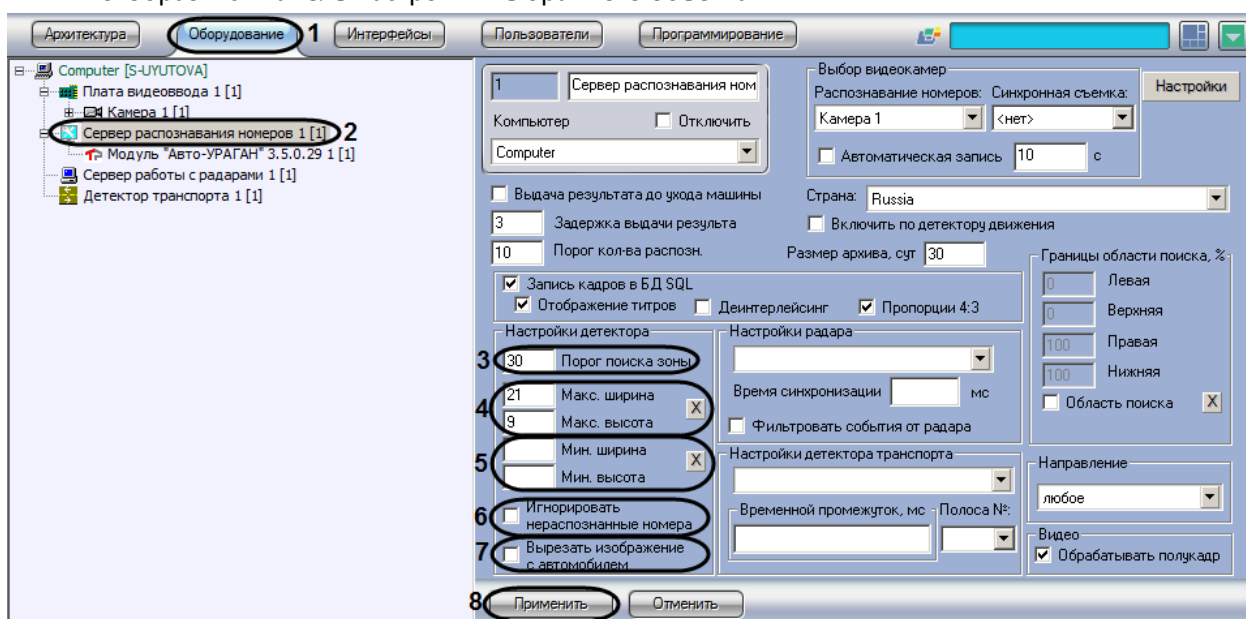 Архитектура Оборудование 1 Интерфейсы Пользователи Программирование
Computer [S-UYUTOVA]
Плата видеоввода 1 [1]
Камера 1 [1]
Сервер распознавания номеров 1 [1] 2
Модуль "Авто-УРАГАН" 3.5.0.29 1 [1]
Сервер работы с радарами 1 [1]
Детектор транспорта 1 [1]
1 Сервер распознавани ном
Компьютер Отключить
Computer
Выбор видеокамер
Распознавание номеров: Синхронная съемка:
Камера 1 <нет>
Автоматическая запись 10 с
Настройки
Выдача результата до ухода машины
3 Задержка выдачи результа
10 Порог кол-ва распозн.
Страна: Russia
Включить по детектору движения
Размер архива, сут 30
Запись кадров в БД SQL
Отображение титров Деинтерлейсинг Пропорции 4:3
Границы области поиска, %
0 Левая
0 Верхняя
100 Правая
100 Нижняя
Область поиска X
Настройки детектора
3 30 Порог поиска зоны
4 21 Макс. ширина X
9 Макс. высота
5 Мин. ширина X
Мин. высота
6 Игнорировать
нераспознанные номера
7 Вырезать изображение
с автомобилем
Настройки радара
Время синхронизации мс
Фильтровать события от радара
Настройки детектора транспорта
Временной промежуток, мс Полоса №:
Направление
любое
Видео
Обрабатывать полукадр
8 Применить Отменить